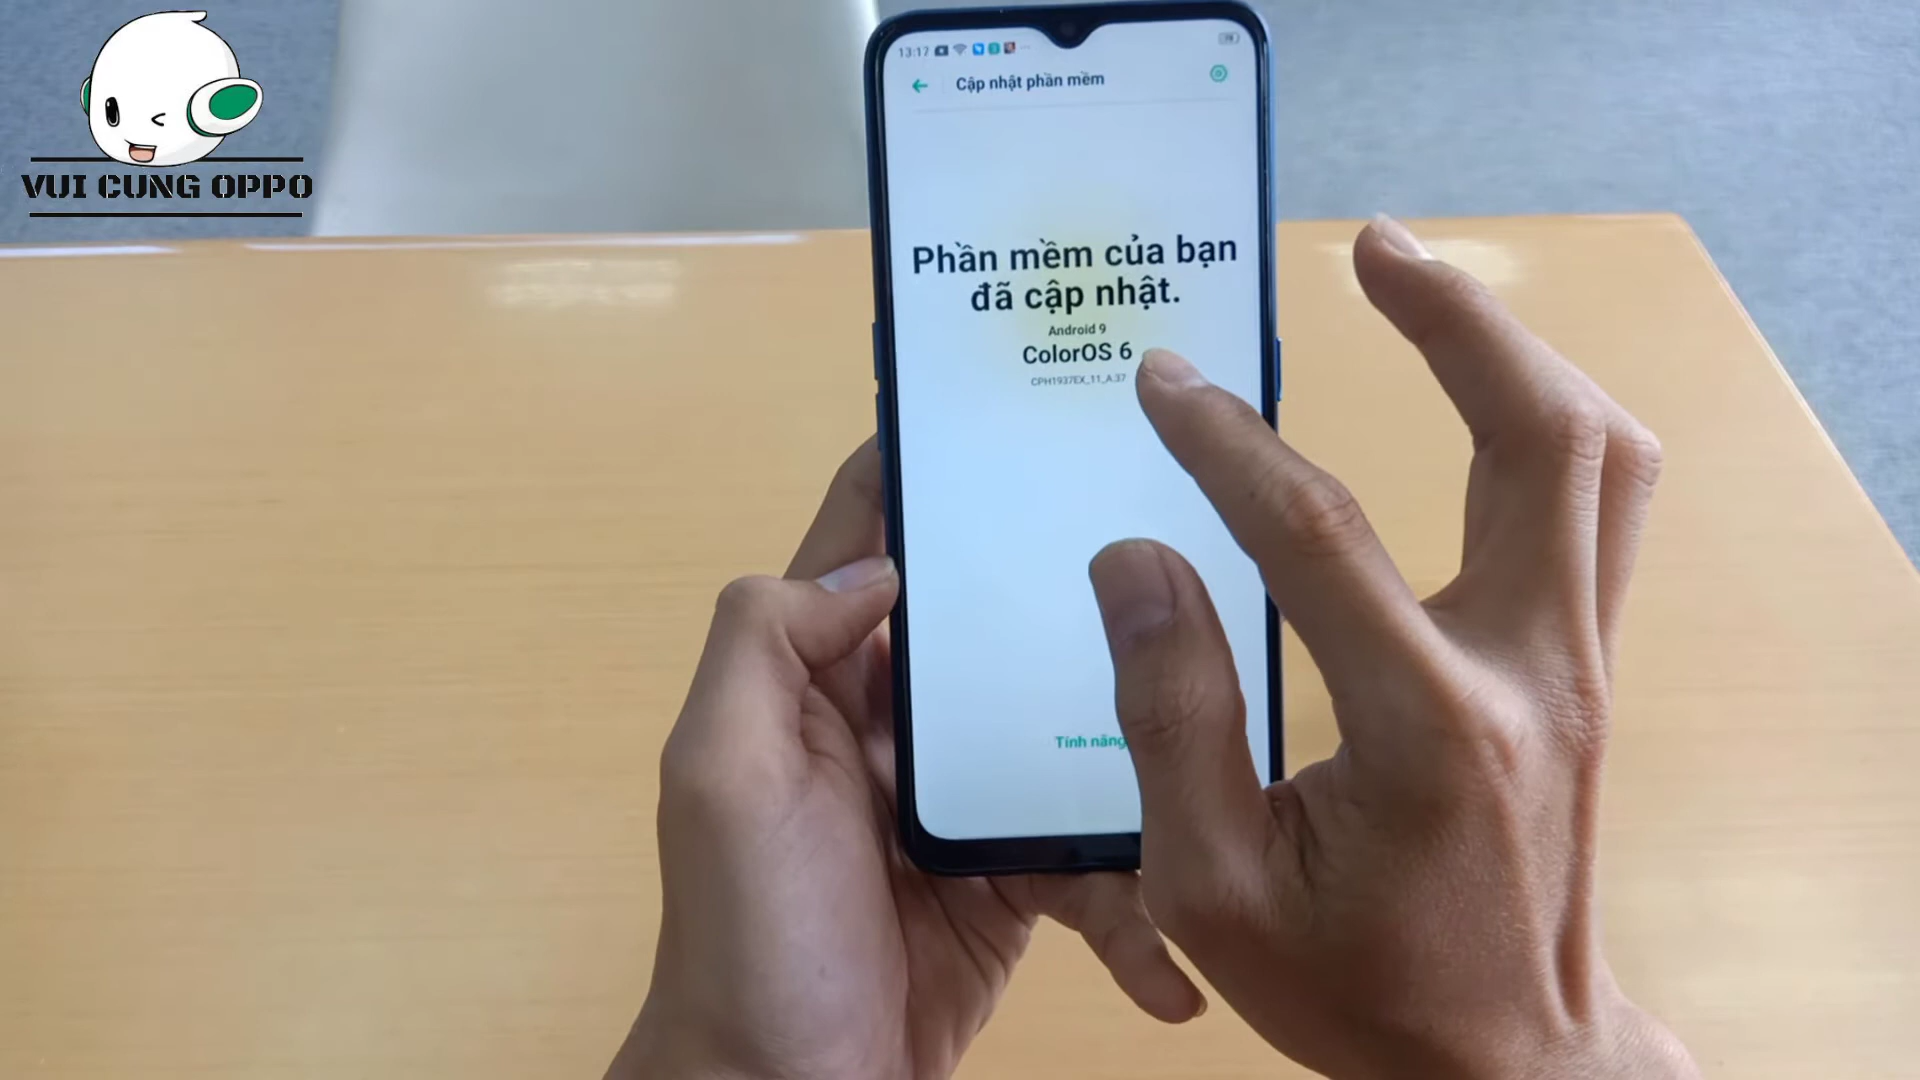 VUI CUNG OPPO
13:17
Cập nhật phần mềm
Phần mềm của bạn
đã cập nhật.
Android 9
ColorOS 6
CPH1937EX_11_A.37
Tính năng